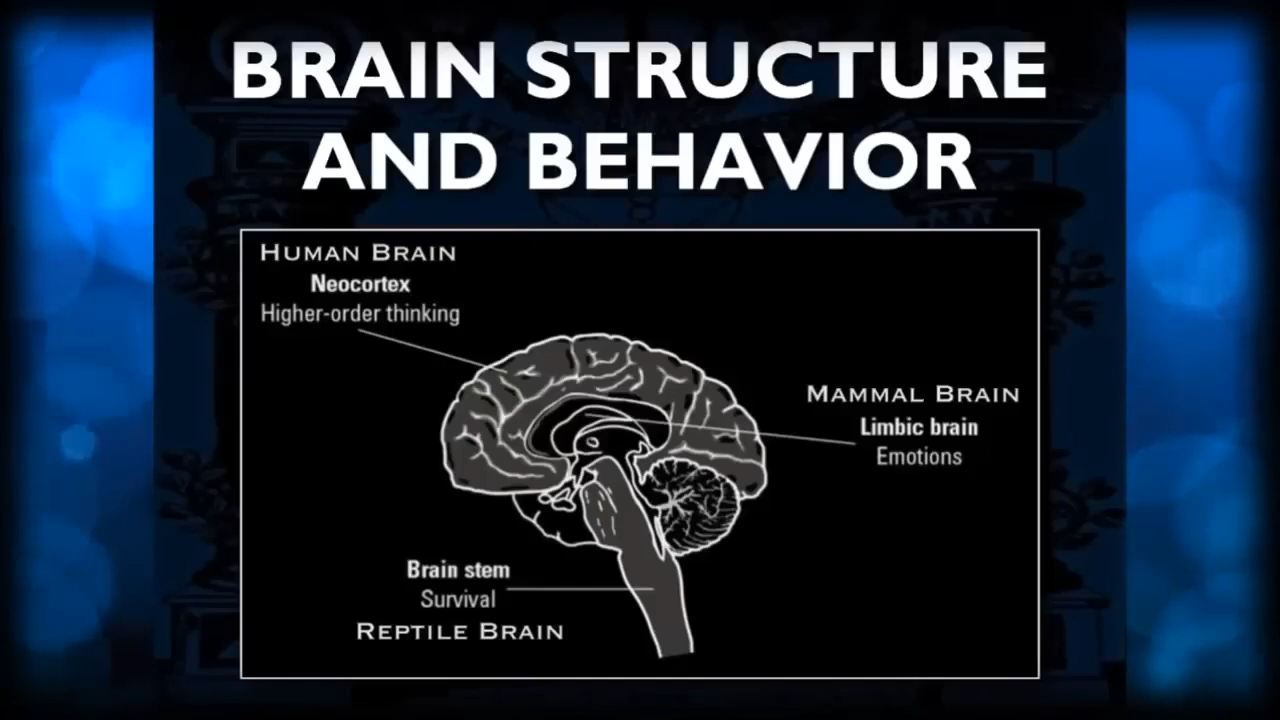 BRAIN STRUCTURE
AND BEHAVIOR
HUMAN BRAIN
Neocortex
Higher-order thinking
MAMMAL BRAIN
Limbic brain
Emotions
Brain stem
Survival
REPTILE BRAIN